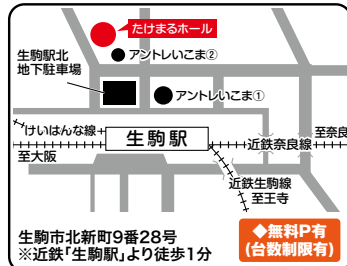 たけまるホール
アントレいこま②
生駒駅北
地下駐車場
アントレいこま①
けいはんな線
生駒駅
近鉄奈良線
至奈良
至大阪
近鉄生駒線
至王寺
生駒市北新町9番28号
※近鉄「生駒駅」より徒歩1分
◆無料P有
(台数制限有)